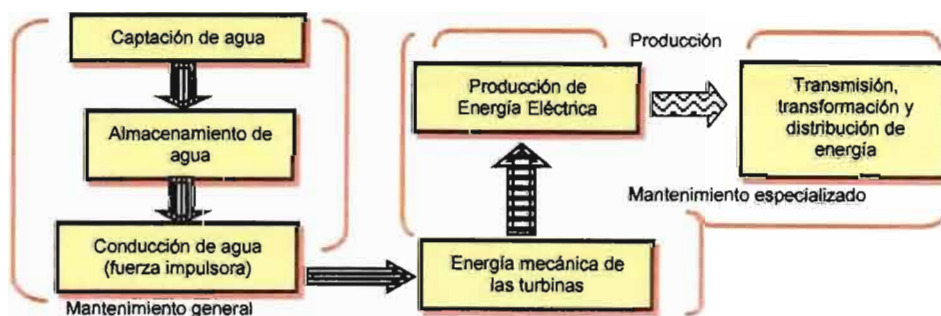 Captación de agua
Almacenamiento de
agua
Conducción de agua
(fuerza impulsora)
Mantenimiento general
Energía mecánica de
las turbinas
Producción de
Energía Eléctrica
Producción
Transmisión,
transformación y
distribución de
energía
Mantenimiento especializado